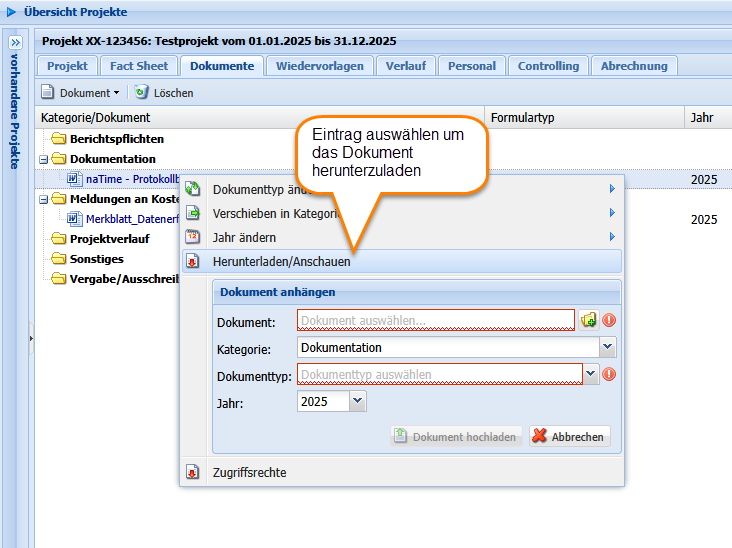 Übersicht Projekte
vorhandene Projekte
Projekt XX-123456: Testprojekt vom 01.01.2025 bis 31.12.2025
Projekt Fact Sheet Dokumente Wiedervorlagen Verlauf Personal Controlling Abrechnung
Dokument Löschen
Kategorie/Dokument Formulartyp Jahr
Eintrag auswählen um
das Dokument
herunterzuladen
Berichtspflichten
Dokumentation
naTime - Protokollb 2025
Meldungen an Koste
Merkblatt_Datenerf 2025
Projektverlauf
Sonstiges
Vergabe/Ausschreib
Dokumenttyp änd
Verschieben in Kategori
Jahr ändern
Herunterladen/Anschauen
Dokument anhängen
Dokument: Dokument auswählen...
Kategorie: Dokumentation
Dokumenttyp: Dokumenttyp auswählen
Jahr: 2025
Dokument hochladen Abbrechen
Zugriffsrechte